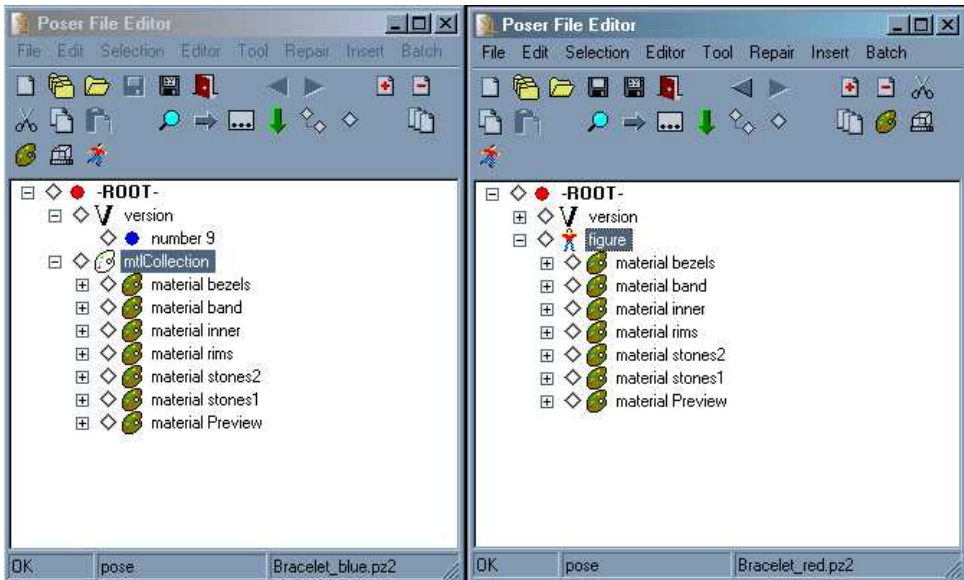 Poser File Editor
File Edit Selection Editor Tool Repair Insert Batch
-ROOT-
version
number 9
mtlCollection
material bezels
material band
material inner
material rims
material stones2
material stones1
material Preview
OK pose Bracelet_blue.pz2
Poser File Editor
File Edit Selection Editor Tool Repair Insert Batch
-ROOT-
version
figure
material bezels
material band
material inner
material rims
material stones2
material stones1
material Preview
OK pose Bracelet_red.pz2